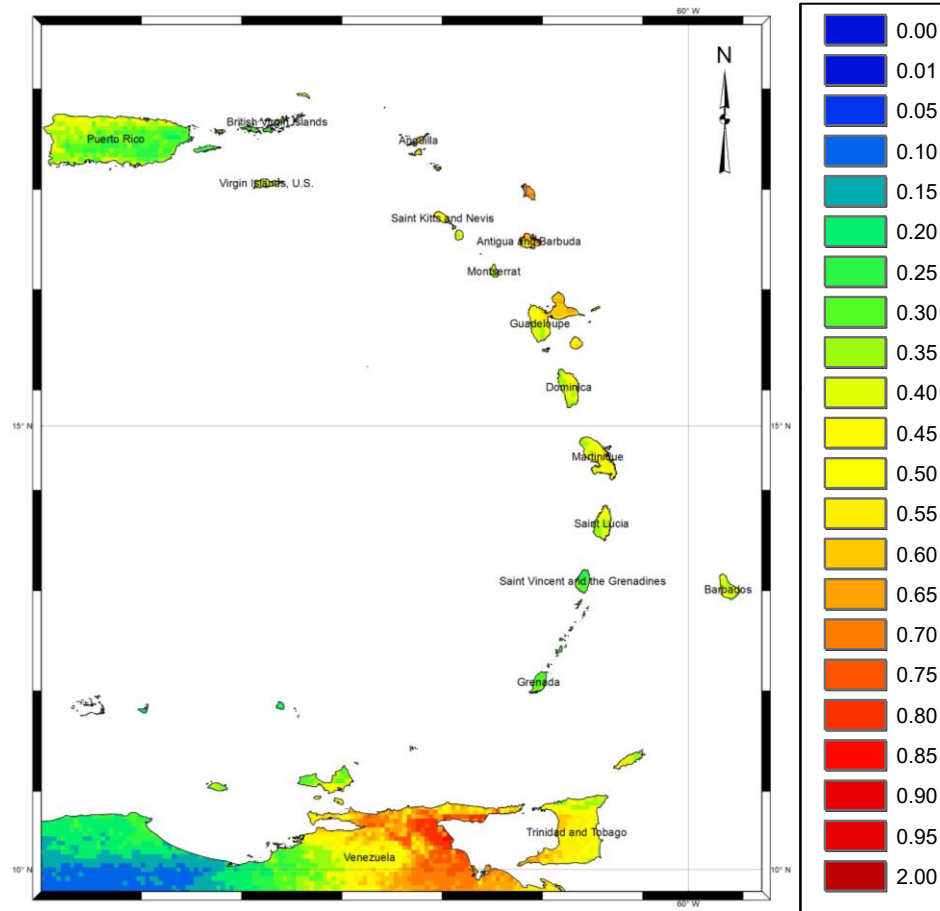 60° W
N
British Virgin Islands
Puerto Rico
Anguilla
Virgin Islands, U.S.
Saint Kitts and Nevis
Antigua and Barbuda
Montserrat
Guadeloupe
Dominica
15° N
15° N
Martinique
Saint Lucia
Saint Vincent and the Grenadines
Barbados
Grenada
Trinidad and Tobago
Venezuela
10° N
10° N
60° W
0.00
0.01
0.05
0.10
0.15
0.20
0.25
0.30
0.35
0.40
0.45
0.50
0.55
0.60
0.65
0.70
0.75
0.80
0.85
0.90
0.95
2.00